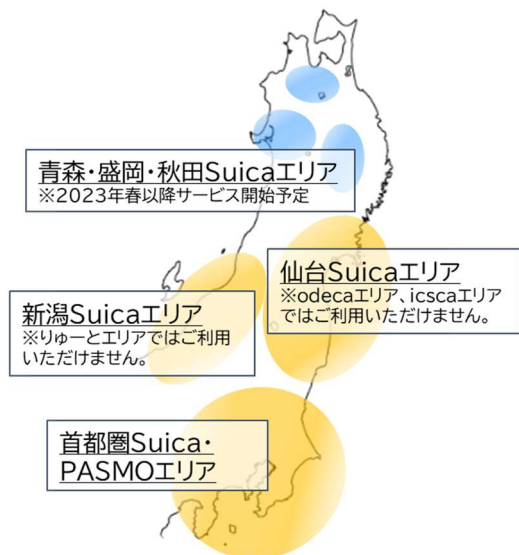 青森・盛岡・秋田Suicaエリア
※2023年春以降サービス開始予定
仙台Suicaエリア
※odecaエリア、icscaエリア
ではご利用いただけません。
新潟Suicaエリア
※りゅーとエリアではご利用
いただけません。
首都圏Suica・
PASMOエリア